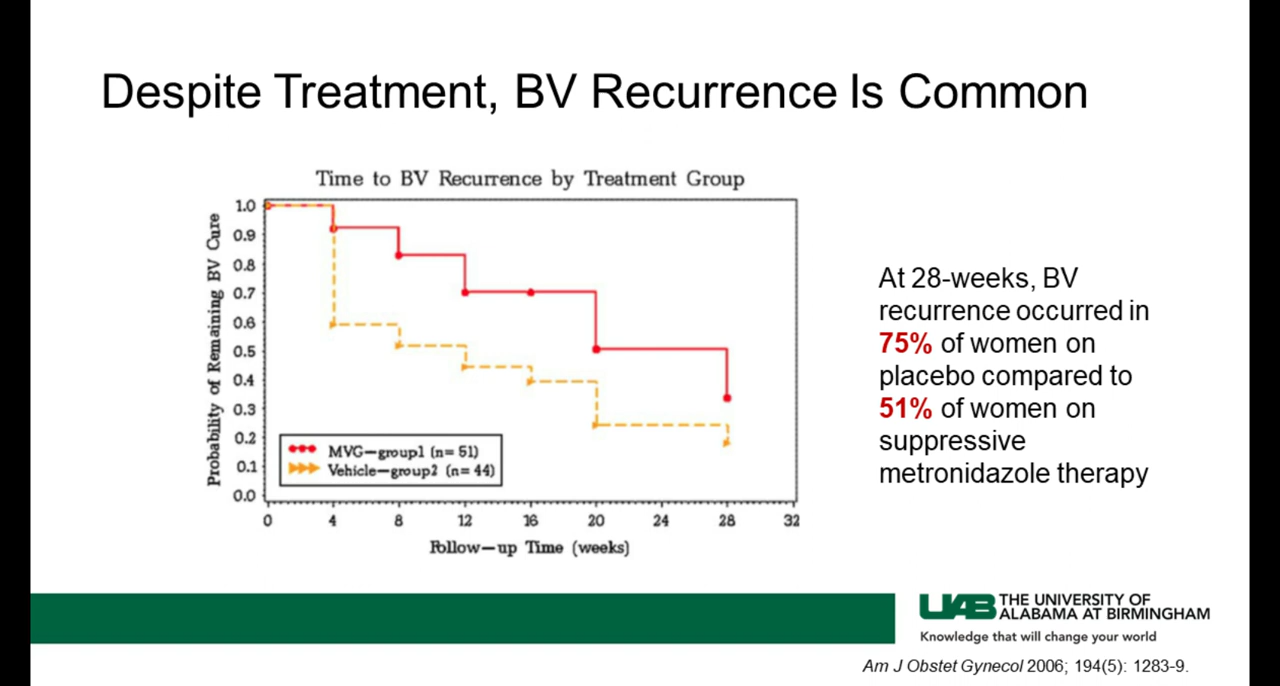 Despite Treatment, BV Recurrence Is Common
Time to BV Recurrence by Treatment Group
Probability of Remaining BV Cure
1.0
0.9
0.8
0.7
0.6
0.5
0.4
0.3
0.2
0.1
0.0
MVG—group1 (n= 51)
Vehicle—group2 (n= 44)
0 4 8 12 16 20 24 28 32
Follow—up Time (weeks)
At 28-weeks, BV
recurrence occurred in
75% of women on
placebo compared to
51% of women on
suppressive
metronidazole therapy
UAB THE UNIVERSITY OF
ALABAMA AT BIRMINGHAM
Knowledge that will change your world
Am J Obstet Gynecol 2006; 194(5): 1283-9.